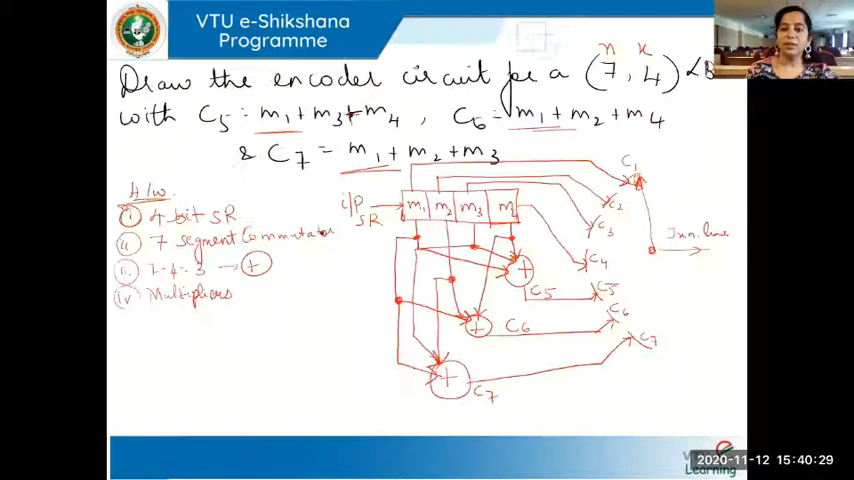 VTU e-Shikshana
Programme
n k
Draw the encoder circuit for a (7, 4) LB
with C5 = m1 + m3 + m4 , C6 = m1 + m2 + m4
& C7 = m1 + m2 + m3
H/w
i) 4 bit SR
ii) 7 segment Commutator
iii) 7-4=3 → +
iv) Multipliers
i/P
SR
m1 m2 m3
C1
C2
C3
C4
C5
C6
C7
Txn. line
+ C5
+ C6
+
C7
Learning
2020-11-12 15:40:29